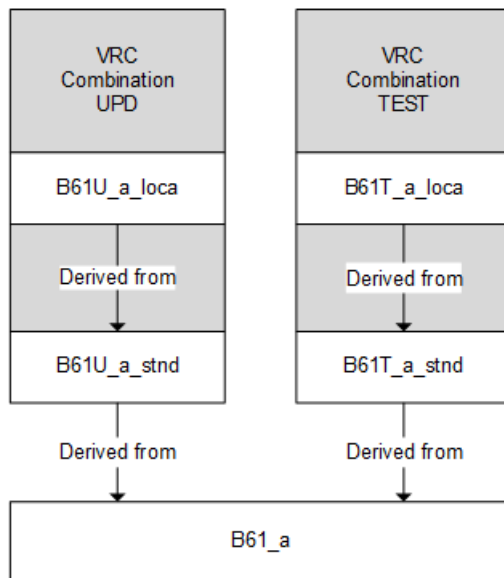 VRC
Combination
UPD
B61U_a_loca
Derived from
B61U_a_stnd
Derived from
VRC
Combination
TEST
B61T_a_loca
Derived from
B61T_a_stnd
Derived from
B61_a